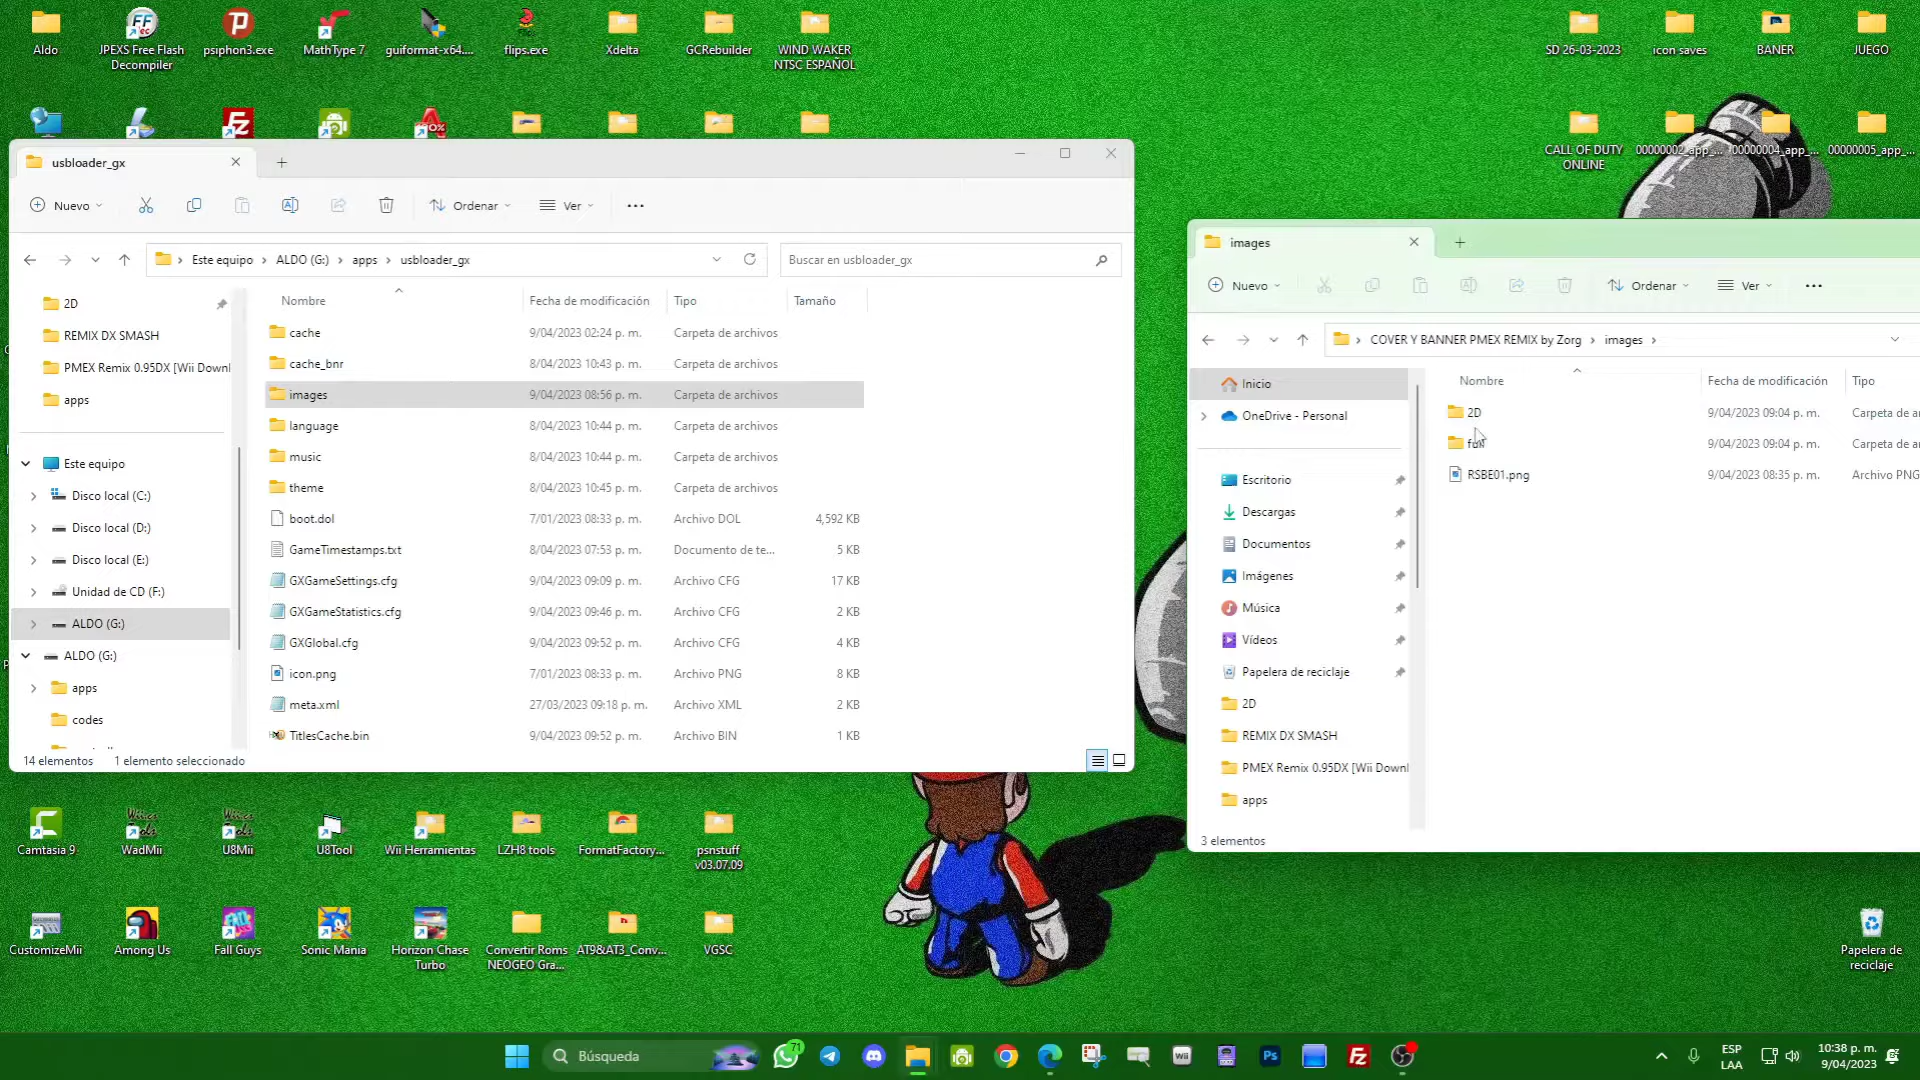 Aldo
JPEXS Free Flash
Decompiler
psiphon3.exe
MathType 7
guiformat-x64....
flips.exe
Xdelta
GCRebuilder
WIND WAKER
NTSC ESPAÑOL
SD 26-03-2023
icon saves
BANER
JUEGO
CALL OF DUTY
ONLINE
00000002_app_...
00000004_app_...
00000005_app_...
usbloader_gx
Nuevo
Ordenar
Ver
Este equipo
ALDO (G:)
apps
usbloader_gx
Buscar en usbloader_gx
2D
REMIX DX SMASH
PMEX Remix 0.95DX [Wii Downl
apps
Este equipo
Disco local (C:)
Disco local (D:)
Disco local (E:)
Unidad de CD (F:)
ALDO (G:)
ALDO (G:)
apps
codes
Nombre Fecha de modificación Tipo Tamaño
cache 9/04/2023 02:24 p. m. Carpeta de archivos
cache_bnr 8/04/2023 10:43 p. m. Carpeta de archivos
images 9/04/2023 08:56 p. m. Carpeta de archivos
language 8/04/2023 10:44 p. m. Carpeta de archivos
music 8/04/2023 10:44 p. m. Carpeta de archivos
theme 8/04/2023 10:45 p. m. Carpeta de archivos
boot.dol 7/01/2023 08:33 p. m. Archivo DOL 4,592 KB
GameTimestamps.txt 8/04/2023 07:53 p. m. Documento de te... 5 KB
GXGameSettings.cfg 9/04/2023 09:09 p. m. Archivo CFG 17 KB
GXGameStatistics.cfg 9/04/2023 09:46 p. m. Archivo CFG 2 KB
GXGlobal.cfg 9/04/2023 09:52 p. m. Archivo CFG 4 KB
icon.png 7/01/2023 08:33 p. m. Archivo PNG 8 KB
meta.xml 27/03/2023 09:18 p. m. Archivo XML 2 KB
TitlesCache.bin 9/04/2023 09:52 p. m. Archivo BIN 1 KB
14 elementos 1 elemento seleccionado
images
Nuevo
Ordenar
Ver
COVER Y BANNER PMEX REMIX by Zorg
images
Inicio
OneDrive - Personal
Escritorio
Descargas
Documentos
Imágenes
Música
Vídeos
Papelera de reciclaje
2D
REMIX DX SMASH
PMEX Remix 0.95DX [Wii Downl
apps
Nombre Fecha de modificación Tipo
2D 9/04/2023 09:04 p. m. Carpeta de a
full 9/04/2023 09:04 p. m. Carpeta de a
RSBE01.png 9/04/2023 08:35 p. m. Archivo PNG
3 elementos
Camtasia 9
WadMii
U8Mii
U8Tool
Wii Herramientas
LZH8 tools
FormatFactory...
psnstuff
v03.07.09
CustomizeMii
Among Us
Fall Guys
Sonic Mania
Horizon Chase
Turbo
Convertir Roms
NEOGEO Gra...
AT9&AT3_Conv...
VGSC
Papelera de
reciclaje
Búsqueda
71
Wii
Ps
ESP
LAA
10:38 p. m.
9/04/2023